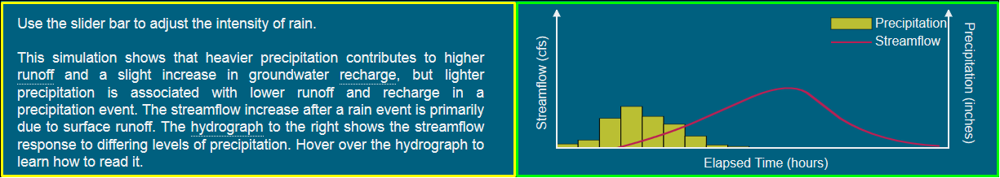 Use the slider bar to adjust the intensity of rain.
This simulation shows that heavier precipitation contributes to higher
runoff and a slight increase in groundwater recharge, but lighter
precipitation is associated with lower runoff and recharge in a
precipitation event. The streamflow increase after a rain event is primarily
due to surface runoff. The hydrograph to the right shows the streamflow
response to differing levels of precipitation. Hover over the hydrograph to
learn how to read it.
Streamflow (cfs)
Precipitation
Streamflow
Precipitation (inches)
Elapsed Time (hours)